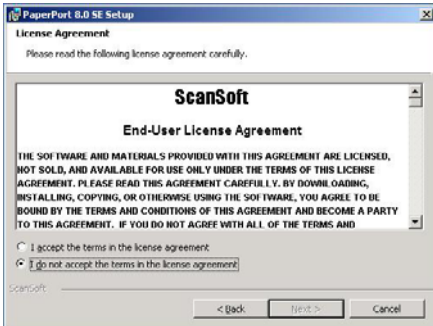 PaperPort 8.0 SE Setup
License Agreement
Please read the following license agreement carefully.
ScanSoft
End-User License Agreement
THE SOFTWARE AND MATERIALS PROVIDED WITH THIS AGREEMENT ARE LICENSED,
NOT SOLD, AND AVAILABLE FOR USE ONLY UNDER THE TERMS OF THIS LICENSE
AGREEMENT. PLEASE READ THIS AGREEMENT CAREFULLY. BY DOWNLOADING,
INSTALLING, COPYING, OR OTHERWISE USING THE SOFTWARE, YOU AGREE TO BE
BOUND BY THE TERMS AND CONDITIONS OF THIS AGREEMENT AND BECOME A PARTY
TO THIS AGREEMENT. IF YOU DO NOT AGREE WITH ALL OF THE TERMS AND
I accept the terms in the license agreement
I do not accept the terms in the license agreement
ScanSoft
< Back Next > Cancel